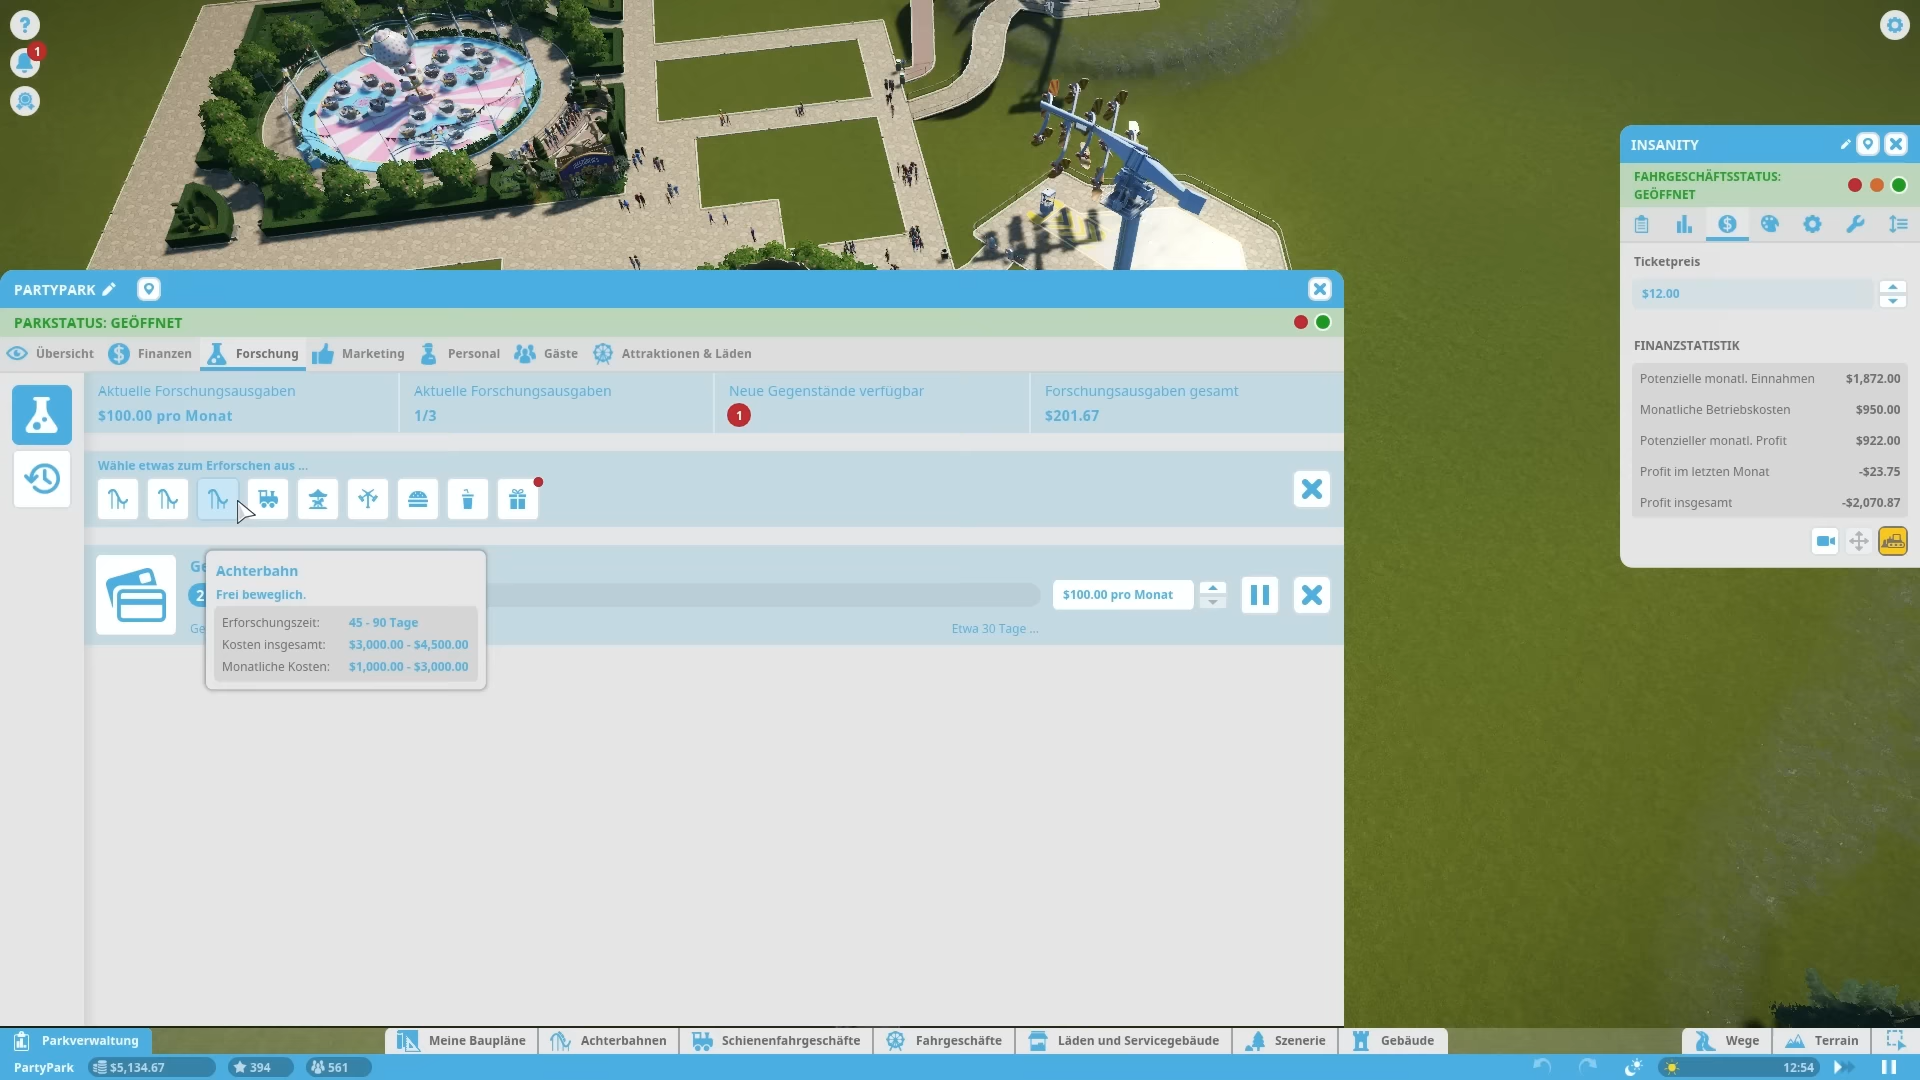 1
INSANITY
FAHRGESCHÄFTSSTATUS:
GEÖFFNET
Ticketpreis
$12.00
FINANZSTATISTIK
Potenzielle monatl. Einnahmen $1,872.00
Monatliche Betriebskosten $950.00
Potenzieller monatl. Profit $922.00
Profit im letzten Monat -$23.75
Profit insgesamt -$2,070.87
PARTYPARK
PARKSTATUS: GEÖFFNET
Übersicht Finanzen Forschung Marketing Personal Gäste Attraktionen & Läden
Aktuelle Forschungsausgaben Aktuelle Forschungsausgaben Neue Gegenstände verfügbar Forschungsausgaben gesamt
$100.00 pro Monat 1/3 1 $201.67
Wähle etwas zum Erforschen aus ...
Ge
2
Ge
$100.00 pro Monat
Etwa 30 Tage ...
Achterbahn
Frei beweglich.
Erforschungszeit: 45 - 90 Tage
Kosten insgesamt: $3,000.00 - $4,500.00
Monatliche Kosten: $1,000.00 - $3,000.00
Parkverwaltung Meine Baupläne Achterbahnen Schienenfahrgeschäfte Fahrgeschäfte Läden und Servicegebäude Szenerie Gebäude Wege Terrain
PartyPark $5,134.67 394 561 12:54